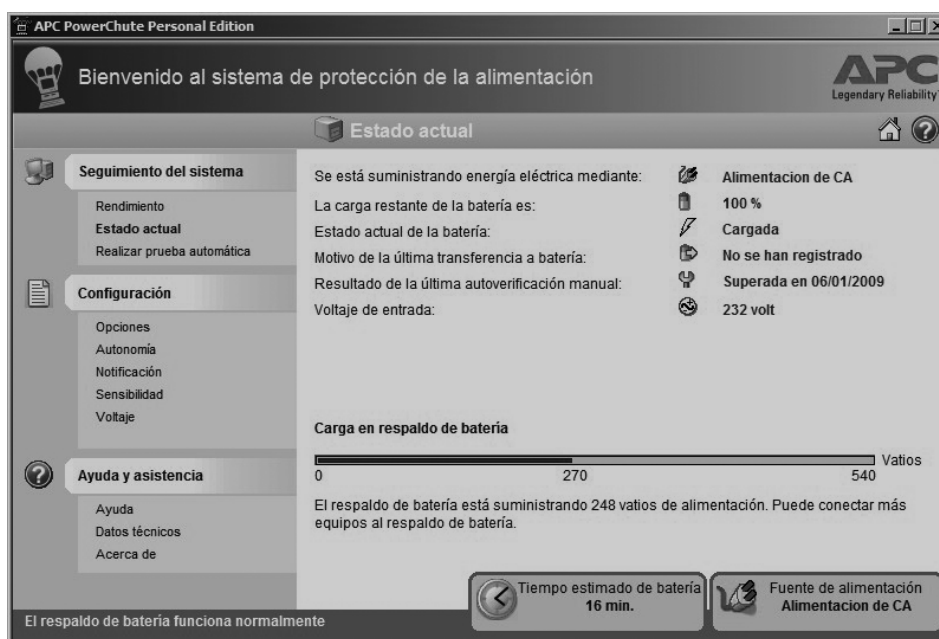 APC PowerChute Personal Edition
Bienvenido al sistema de protección de la alimentación
APC
Legendary Reliability
Estado actual
Seguimiento del sistema
Rendimiento
Estado actual
Realizar prueba automática
Configuración
Opciones
Autonomía
Notificación
Sensibilidad
Voltaje
Ayuda y asistencia
Ayuda
Datos técnicos
Acerca de
Se está suministrando energía eléctrica mediante: Alimentacion de CA
La carga restante de la batería es: 100 %
Estado actual de la batería: Cargada
Motivo de la última transferencia a batería: No se han registrado
Resultado de la última autoverificación manual: Superada en 06/01/2009
Voltaje de entrada: 232 volt
Carga en respaldo de batería
Vatios
0 270 540
El respaldo de batería está suministrando 248 vatios de alimentación. Puede conectar más
equipos al respaldo de batería.
Tiempo estimado de batería
16 min.
Fuente de alimentación
Alimentacion de CA
El respaldo de batería funciona normalmente